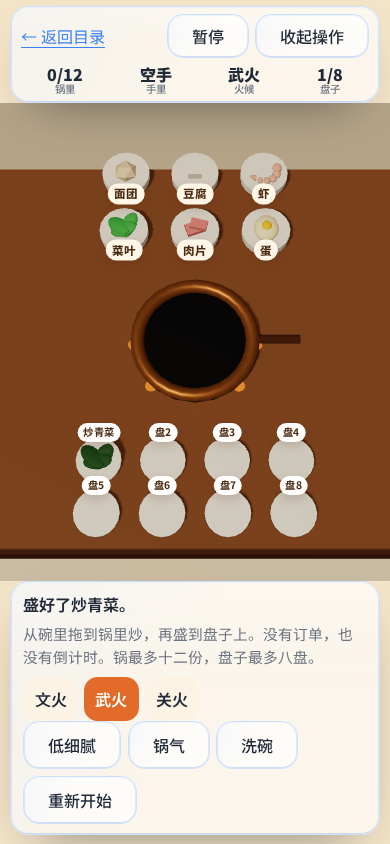 ← 返回目录
暂停
收起操作
0/12 空手 武火 1/8
锅里 手里 火候 盘子
面团 豆腐 虾
菜叶 肉片 蛋
炒青菜 盘2 盘3 盘4
盘5 盘6 盘7 盘8
盛好了炒青菜。
从碗里拖到锅里炒，再盛到盘子上。没有订单，也
没有倒计时。锅最多十二份，盘子最多八盘。
文火 武火 关火
低细腻 锅气 洗碗
重新开始